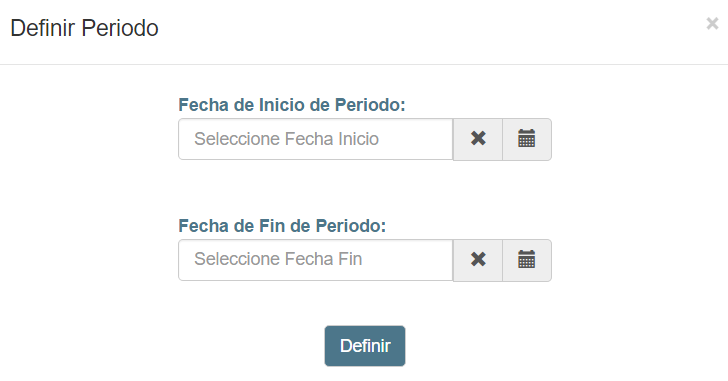 Definir Periodo
Fecha de Inicio de Periodo:
Seleccione Fecha Inicio
Fecha de Fin de Periodo:
Seleccione Fecha Fin
Definir